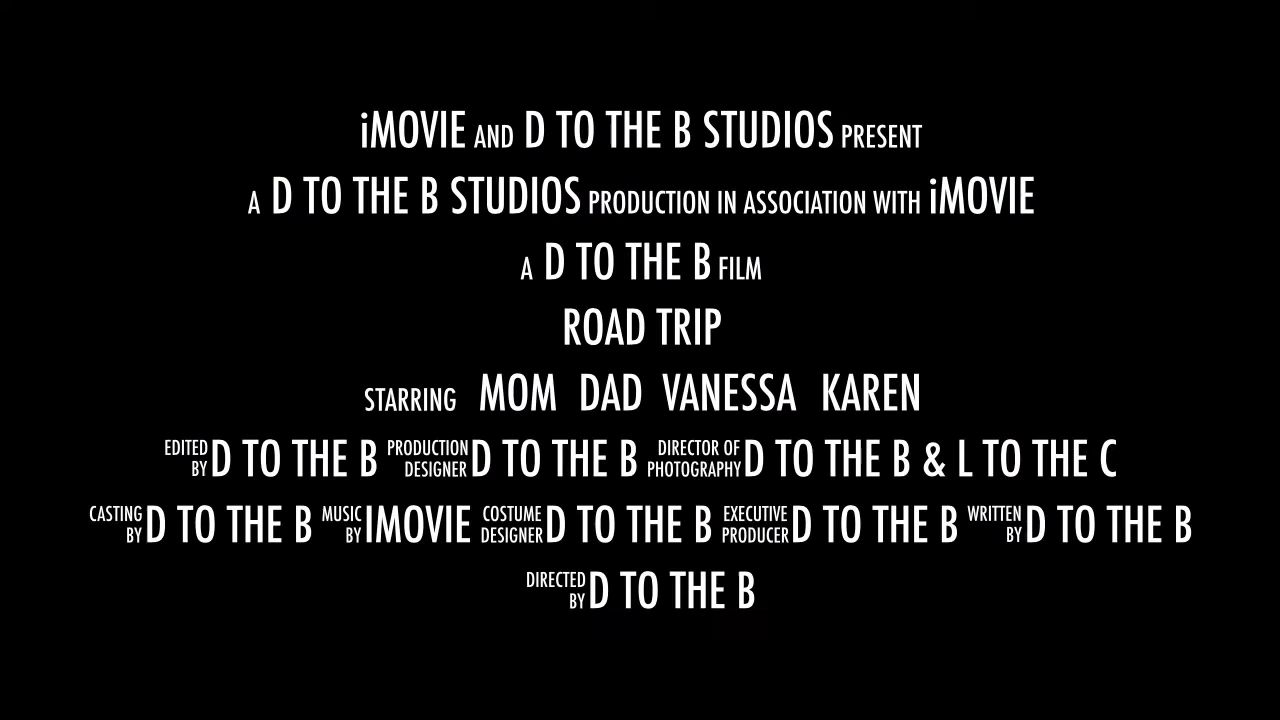 iMOVIE AND D TO THE B STUDIOS PRESENT
A D TO THE B STUDIOS PRODUCTION IN ASSOCIATION WITH iMOVIE
A D TO THE B FILM
ROAD TRIP
STARRING MOM DAD VANESSA KAREN
EDITED BY D TO THE B PRODUCTION DESIGNER D TO THE B DIRECTOR OF PHOTOGRAPHY D TO THE B & L TO THE C
CASTING BY D TO THE B MUSIC BY IMOVIE COSTUME DESIGNER D TO THE B EXECUTIVE PRODUCER D TO THE B WRITTEN BY D TO THE B
DIRECTED BY D TO THE B